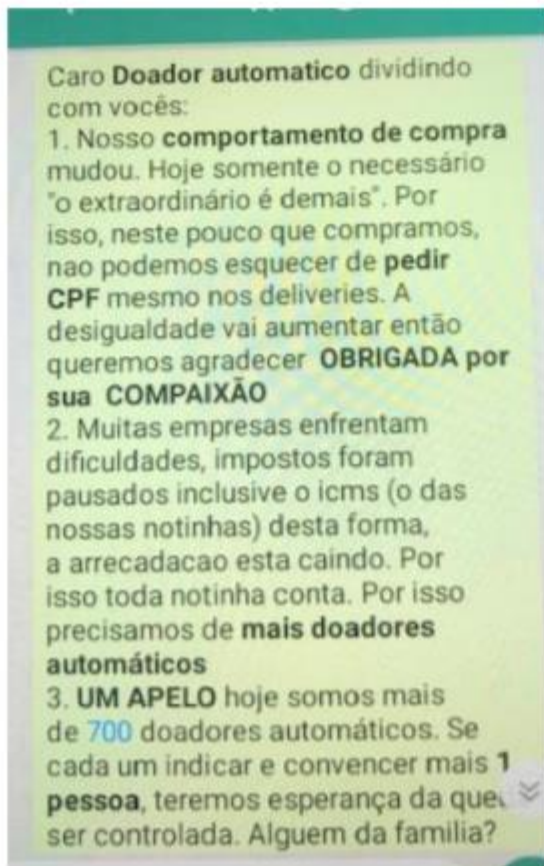 Caro Doador automatico dividindo
com vocês:
1. Nosso comportamento de compra
mudou. Hoje somente o necessário
"o extraordinário é demais". Por
isso, neste pouco que compramos,
nao podemos esquecer de pedir
CPF mesmo nos deliveries. A
desigualdade vai aumentar então
queremos agradecer OBRIGADA por
sua COMPAIXÃO
2. Muitas empresas enfrentam
dificuldades, impostos foram
pausados inclusive o icms (o das
nossas notinhas) desta forma,
a arrecadacao esta caindo. Por
isso toda notinha conta. Por isso
precisamos de mais doadores
automáticos
3. UM APELO hoje somos mais
de 700 doadores automáticos. Se
cada um indicar e convencer mais 1
pessoa, teremos esperança da
ser controlada. Alguem da familia?